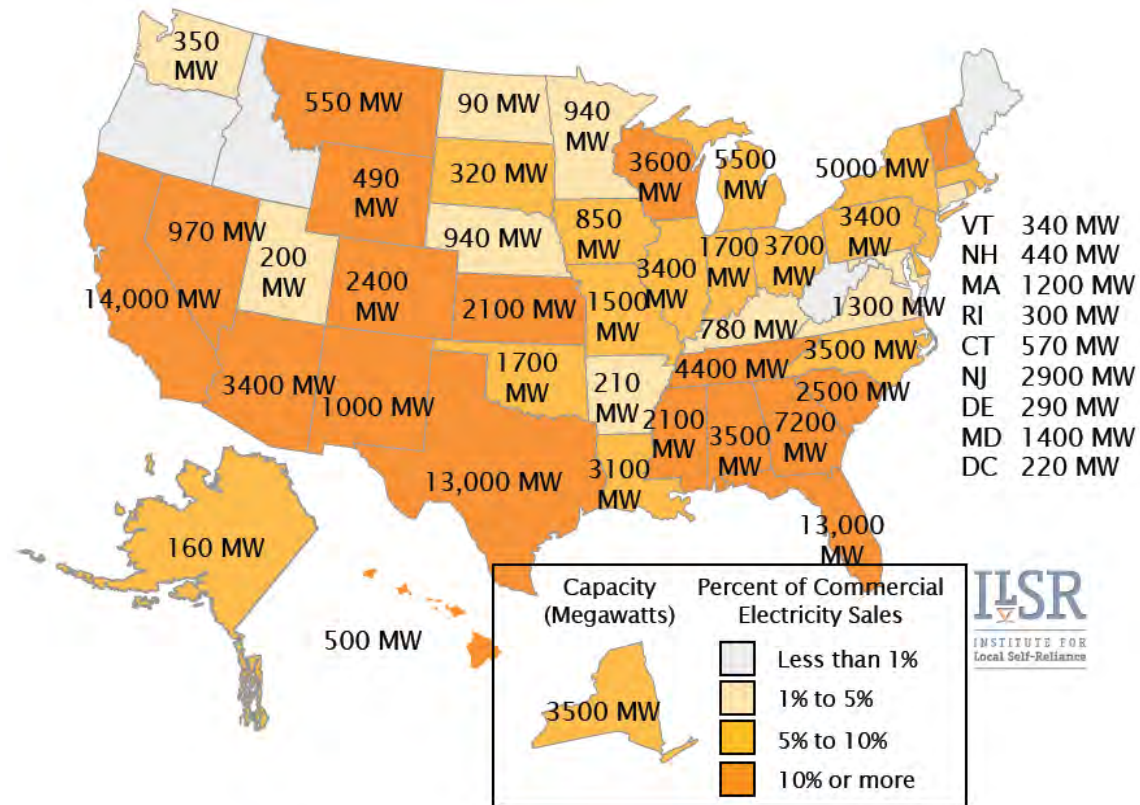 350
MW
550 MW
90 MW
940
MW
490
MW
320 MW
3600
MW
5500
MW
5000 MW
970 MW
200
MW
940 MW
850
MW
3400
MW
1700
MW
3700
MW
3400
MW
14,000 MW
2400
MW
2100 MW
1500
MW
780 MW
1300 MW
3400 MW
1000 MW
1700
MW
210
MW
4400 MW
3500 MW
2500 MW
2100
MW
3500
MW
7200
MW
13,000 MW
3100
MW
13,000
MW
160 MW
500 MW
VT 340 MW
NH 440 MW
MA 1200 MW
RI 300 MW
CT 570 MW
NJ 2900 MW
DE 290 MW
MD 1400 MW
DC 220 MW
Capacity
(Megawatts)
3500 MW
Percent of Commercial
Electricity Sales
Less than 1%
1% to 5%
5% to 10%
10% or more
ILSR
INSTITUTE FOR
Local Self-Reliance